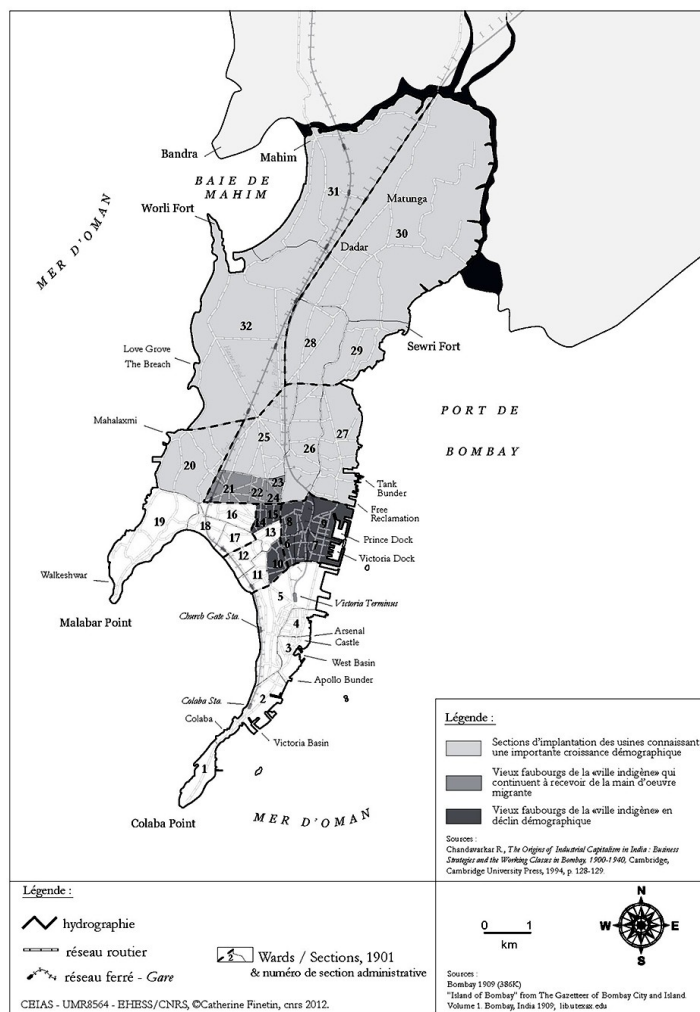 Bandra
Mahim
BAIE DE
MAHIM
31
Matunga
30
Worli Fort
MER D'OMAN
Dadar
32
28
29
Sewri Fort
Love Grove
The Breach
PORT DE
BOMBAY
Mahalaxmi
25
26
27
20
Tank
Bunder
21
22
23
24
Free
Reclamation
19
18
16
14
15
8
9
Prince Dock
17
13
12
Victoria Dock
10
7
11
Walkeshwar
5
Victoria Terminus
Malabar Point
Church Gate Sta.
4
Arsenal
Castle
3
West Basin
Apollo Bunder
2
Colaba Sta.
Colaba
Victoria Basin
1
Colaba Point
MER D'OMAN
Légende :
Sections d'implantation des usines connaissant
une importante croissance démographique
Vieux faubourgs de la «ville indigène» qui
continuent à recevoir de la main d'oeuvre
migrante
Vieux faubourgs de la «ville indigène» en
déclin démographique
Sources :
Chandavarkar R., The Origins of Industrial Capitalism in India : Business
Strategies and the Working Classes in Bombay, 1900-1940, Cambridge,
Cambridge University Press, 1994, p. 128-129.
Légende :
hydrographie
réseau routier
réseau ferré - Gare
2
Wards / Sections, 1901
& numéro de section administrative
0 1
km
N
W E
S
Sources :
Bombay 1909 (386K)
"Island of Bombay" from The Gazetteer of Bombay City and Island.
Volume 1. Bombay, India 1909, lib.utexas.edu
CEIAS - UMR8564 - EHESS/CNRS, ©Catherine Finetin, cnrs 2012.